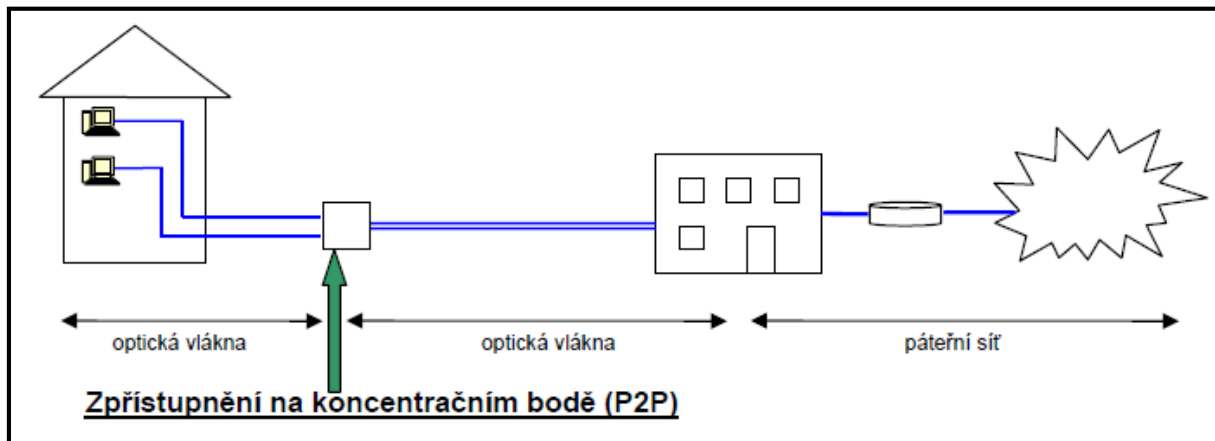 optická vlákna
optická vlákna
páteřní síť
Zpřístupnění na koncentračním bodě (P2P)